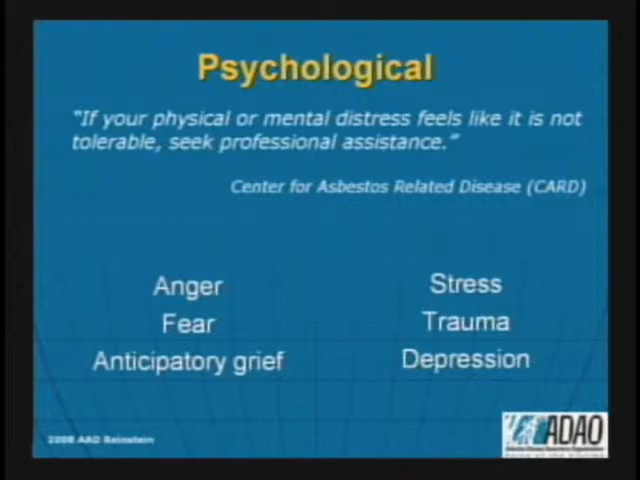 Psychological
"If your physical or mental distress feels like it is not
tolerable, seek professional assistance."
Center for Asbestos Related Disease (CARD)
Anger
Fear
Anticipatory grief
Stress
Trauma
Depression
2008 AAO Reinstein
ADAO